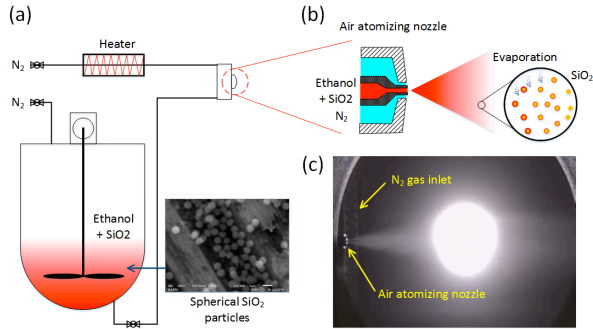 (a)
Heater
N2
N2
Ethanol
+ SiO2
Spherical SiO2
particles
(b)
Air atomizing nozzle
Ethanol
+ SiO2
N2
Evaporation
SiO2
(c)
N2 gas inlet
Air atomizing nozzle